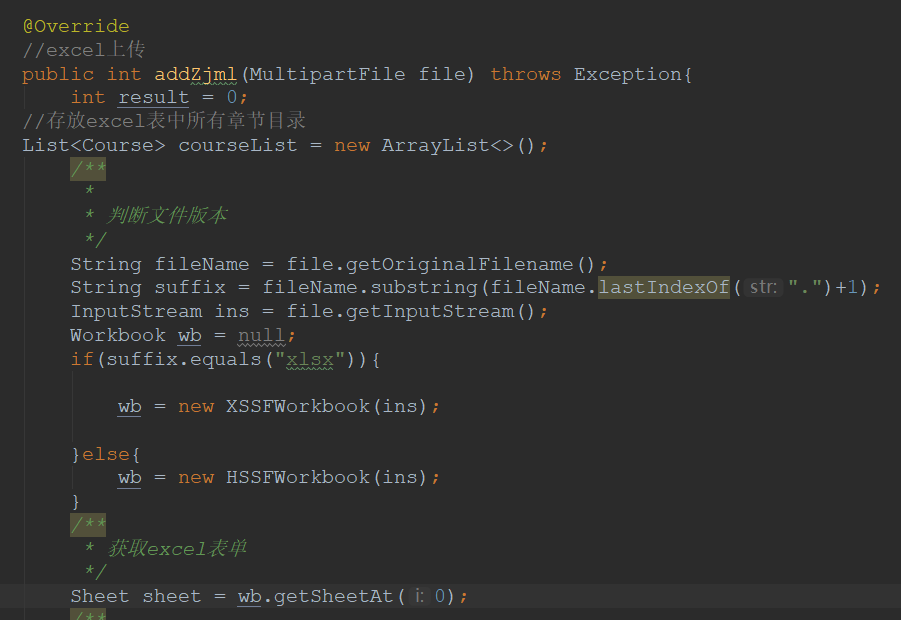 @Override
//excel上传
public int addZjml(MultipartFile file) throws Exception{
int result = 0;
//存放excel表中所有章节目录
List<Course> courseList = new ArrayList<>();
/**
*
* 判断文件版本
*/
String fileName = file.getOriginalFilename();
String suffix = fileName.substring(fileName.lastIndexOf( str: ".")+1);
InputStream ins = file.getInputStream();
Workbook wb = null;
if(suffix.equals("xlsx")){
wb = new XSSFWorkbook(ins);
}else{
wb = new HSSFWorkbook(ins);
}
/**
* 获取excel表单
*/
Sheet sheet = wb.getSheetAt( i: 0);
/**